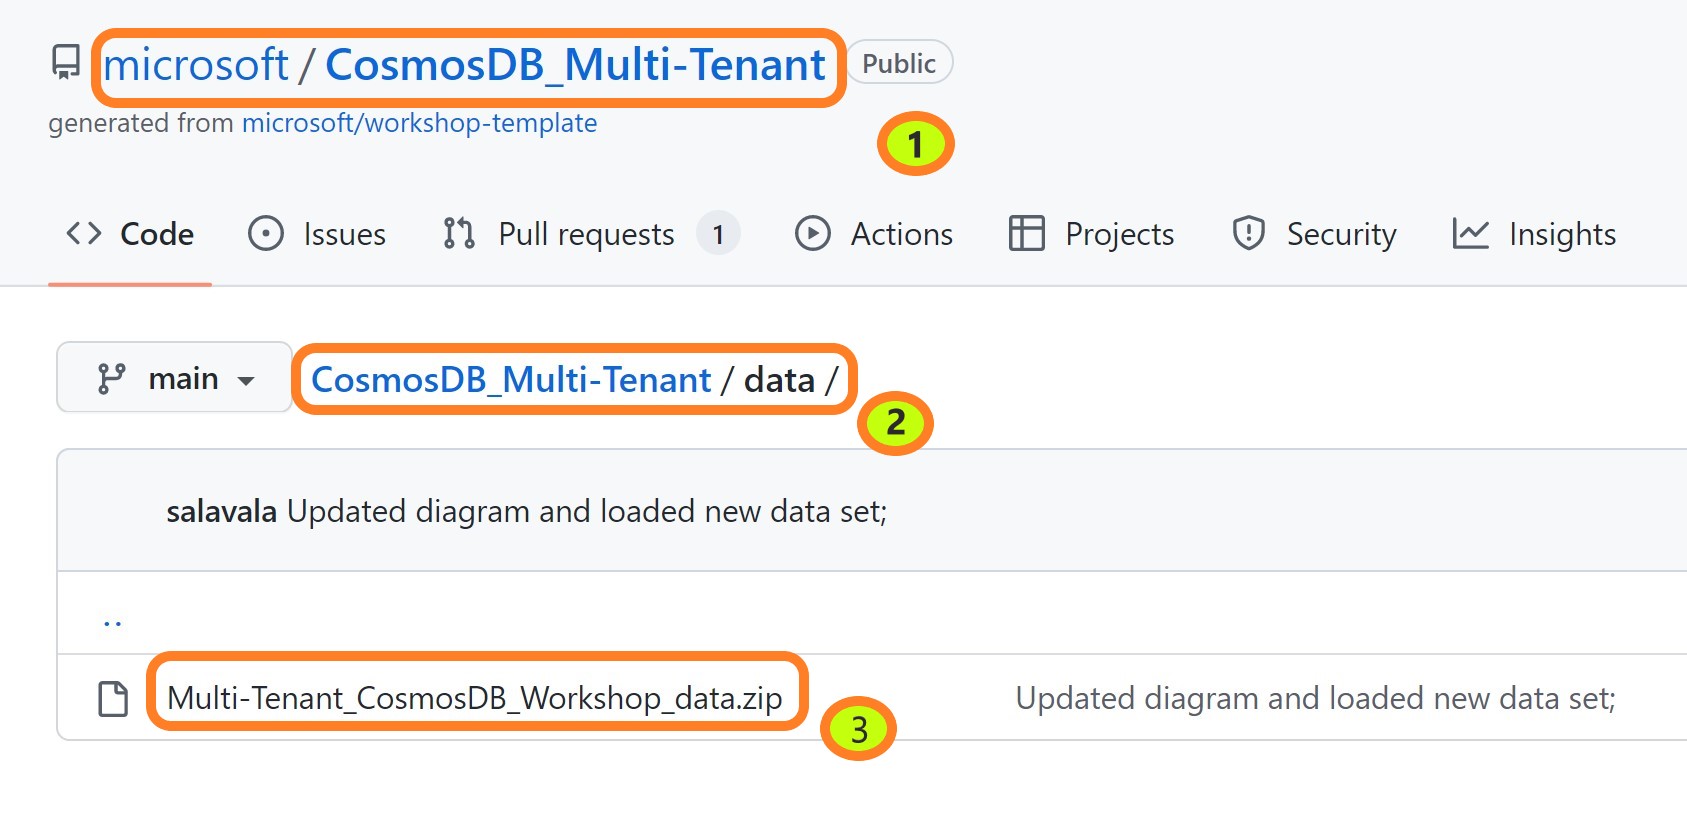 microsoft / CosmosDB_Multi-Tenant Public
generated from microsoft/workshop-template
1
Code Issues Pull requests 1 Actions Projects Security Insights
main CosmosDB_Multi-Tenant / data /
2
salavala Updated diagram and loaded new data set;
..
Multi-Tenant_CosmosDB_Workshop_data.zip Updated diagram and loaded new data set;
3